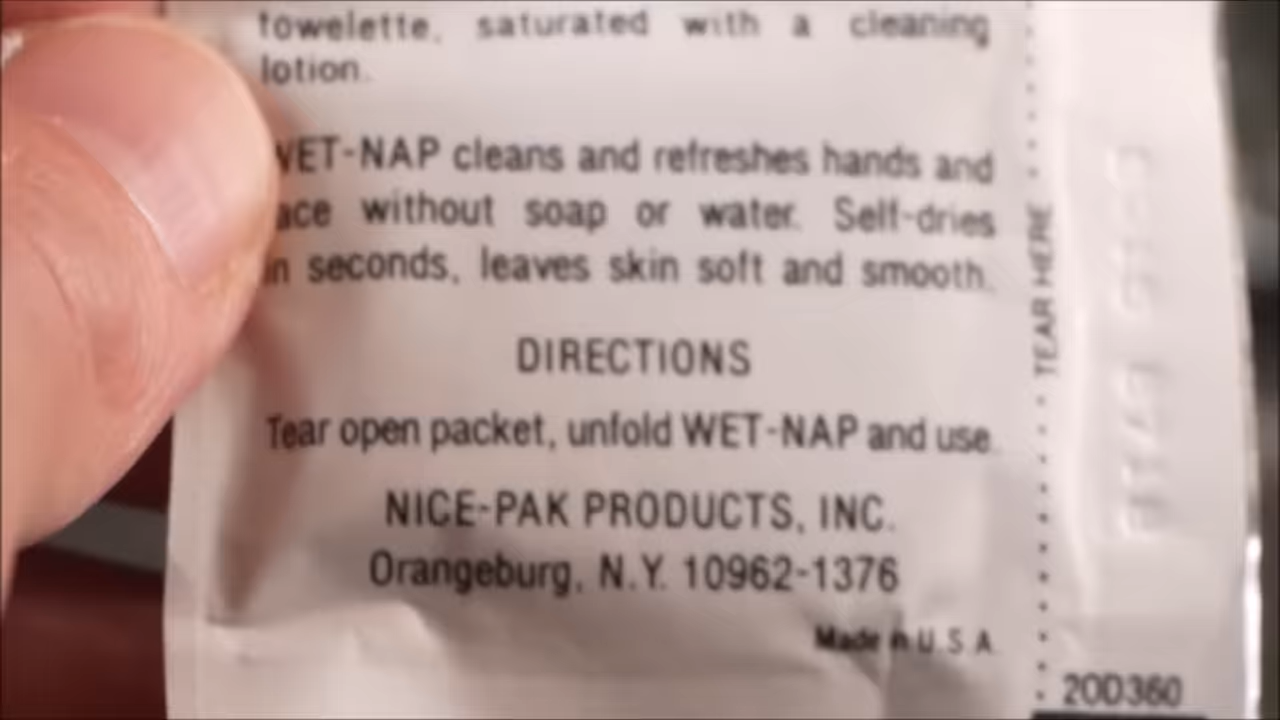 towelette, saturated with a cleaning
lotion.
WET-NAP cleans and refreshes hands and
ace without soap or water. Self-dries
in seconds, leaves skin soft and smooth.
DIRECTIONS
Tear open packet, unfold WET-NAP and use.
NICE-PAK PRODUCTS, INC.
Orangeburg, N.Y. 10962-1376
Made in U.S.A.
TEAR HERE
20D360